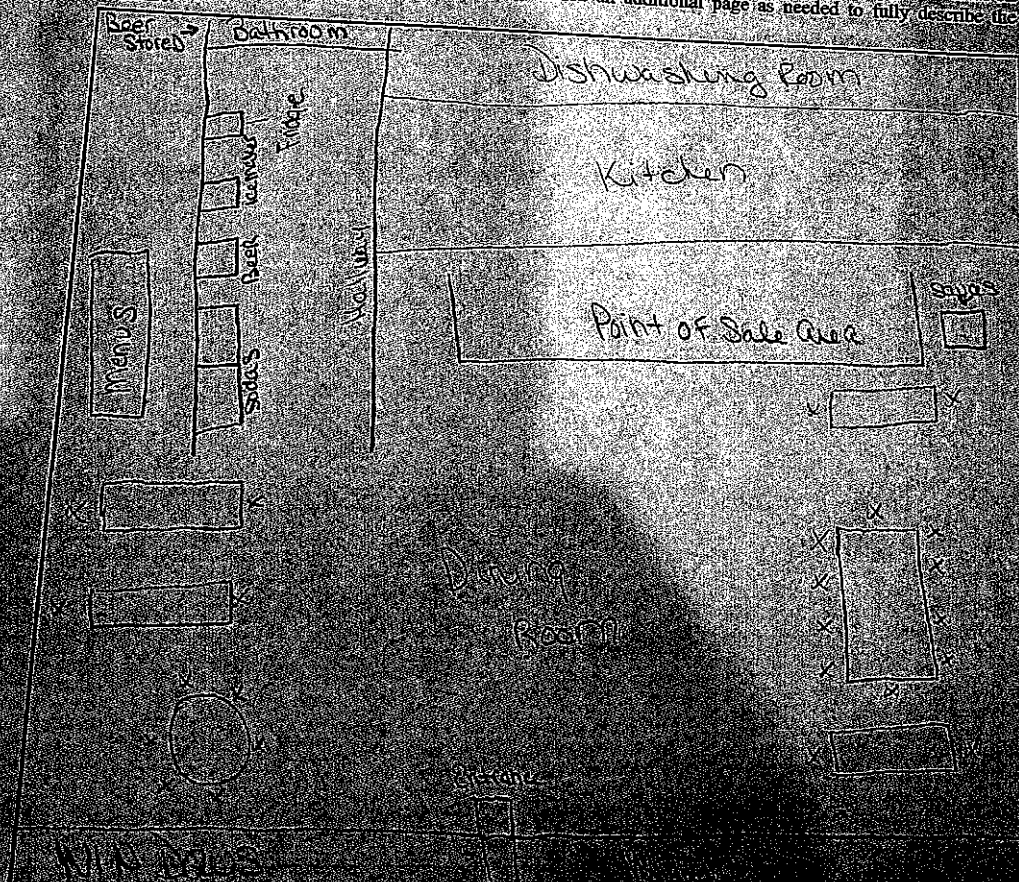 additional page as needed to fully describe the
Beer
Stored
Bathroom
Dishwashing Room
Fridge
Icemaker
Kitchen
Beer
Hallway
Menus
Point of Sale Area
Sodas
Dining
Room
Entrance